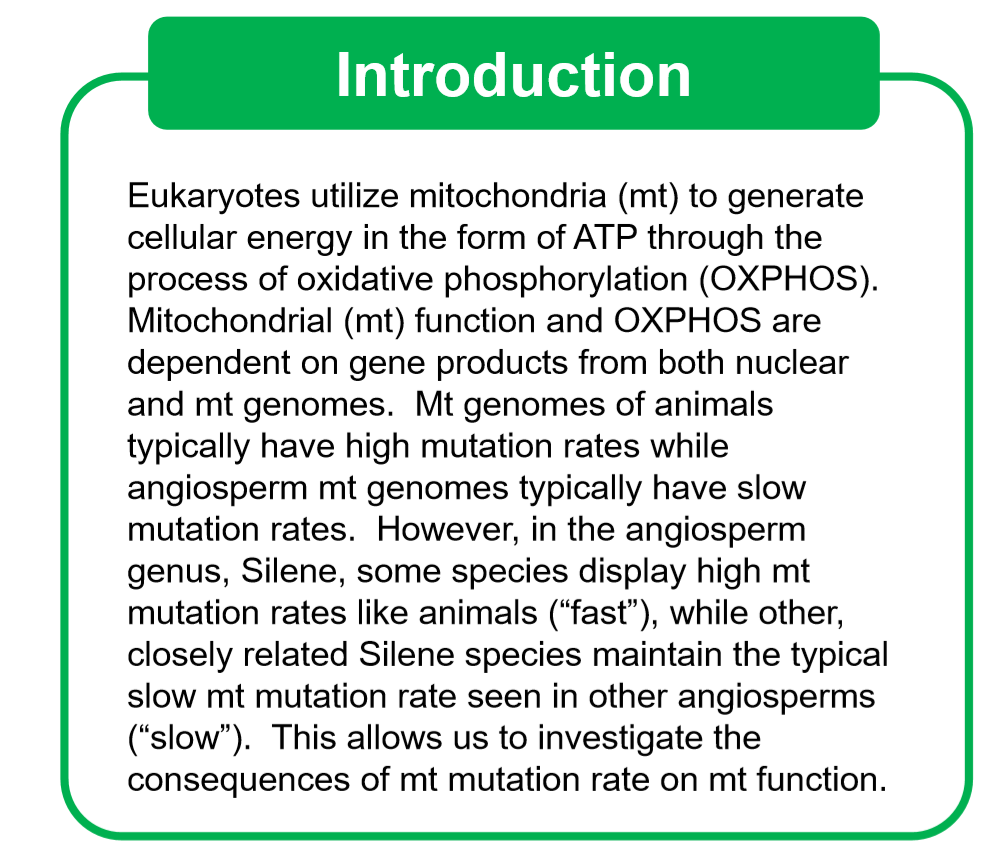 Introduction
Eukaryotes utilize mitochondria (mt) to generate
cellular energy in the form of ATP through the
process of oxidative phosphorylation (OXPHOS).
Mitochondrial (mt) function and OXPHOS are
dependent on gene products from both nuclear
and mt genomes.  Mt genomes of animals
typically have high mutation rates while
angiosperm mt genomes typically have slow
mutation rates.  However, in the angiosperm
genus, Silene, some species display high mt
mutation rates like animals (“fast”), while other,
closely related Silene species maintain the typical
slow mt mutation rate seen in other angiosperms
(“slow”).  This allows us to investigate the
consequences of mt mutation rate on mt function.